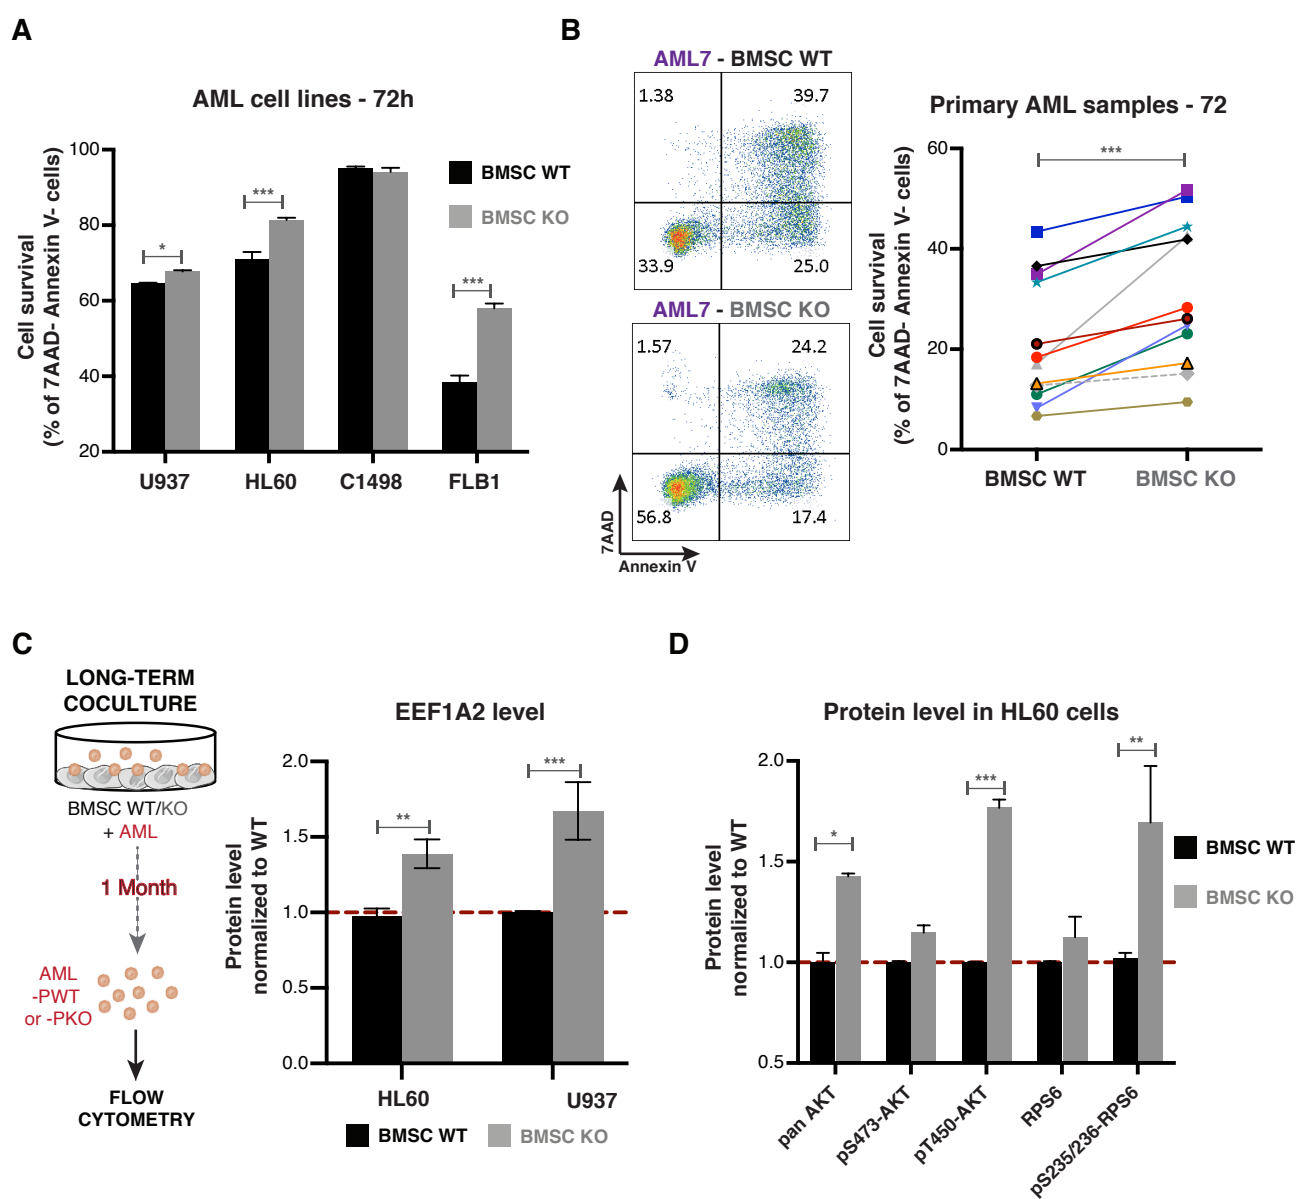 A
AML cell lines - 72h
Cell survival
(% of 7AAD- Annexin V- cells)
100
80
60
40
20
*
***
***
BMSC WT
BMSC KO
U937
HL60
C1498
FLB1
B
AML7 - BMSC WT
1.38
39.7
33.9
25.0
AML7 - BMSC KO
1.57
24.2
56.8
17.4
7AAD
Annexin V
Primary AML samples - 72
Cell survival
(% of 7AAD- Annexin V- cells)
60
40
20
0
***
BMSC WT
BMSC KO
C
LONG-TERM
COCULTURE
BMSC WT/KO
+ AML
1 Month
AML
-PWT
or -PKO
FLOW
CYTOMETRY
EEF1A2 level
Protein level
normalized to WT
2.0
1.5
1.0
0.5
0.0
**
***
HL60
U937
BMSC WT
BMSC KO
D
Protein level in HL60 cells
Protein level
normalized to WT
2.0
1.5
1.0
0.5
*
***
**
BMSC WT
BMSC KO
pan AKT
pS473-AKT
pT450-AKT
RPS6
pS235/236-RPS6